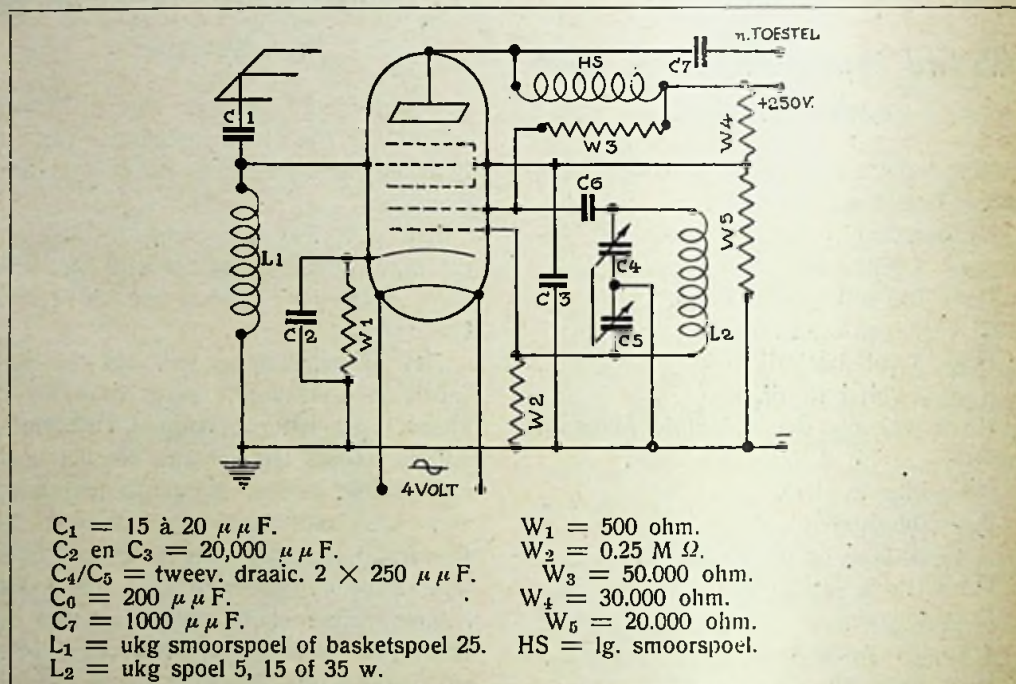 n. TOESTEL
C7
HS
+250V.
C1
W4
W3
C6
L1
W5
C4
C3
C5
L2
C2
W1
W2
4 VOLT
C₁ = 15 à 20 μμF.
C₂ en C₃ = 20,000 μμF.
C₄/C₅ = tweev. draaic. 2 × 250 μμF.
C₆ = 200 μμF.
C₇ = 1000 μμF.
L₁ = ukg smoorspoel of basketspoel 25.
L₂ = ukg spoel 5, 15 of 35 w.
W₁ = 500 ohm.
W₂ = 0.25 M Ω.
W₃ = 50.000 ohm.
W₄ = 30.000 ohm.
W₅ = 20.000 ohm.
HS = lg. smoorspoel.